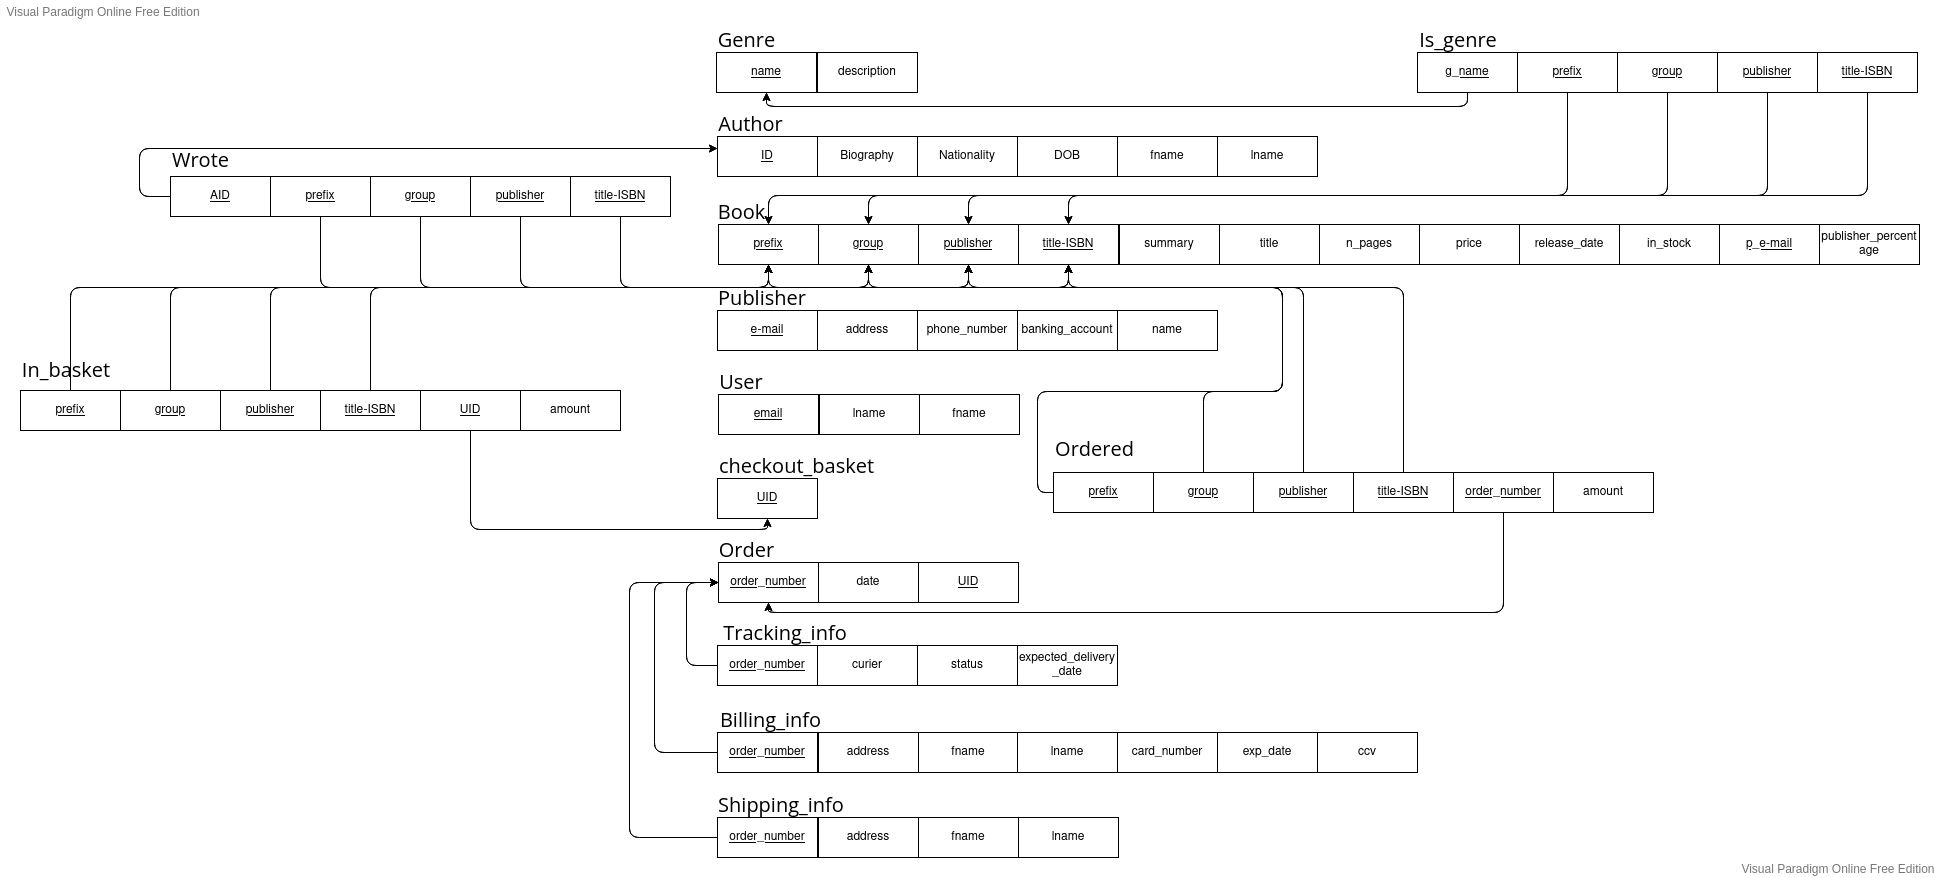 Visual Paradigm Online Free Edition
Genre
name description
Is_genre
g_name prefix group publisher title-ISBN
Author
ID Biography Nationality DOB fname lname
Wrote
AID prefix group publisher title-ISBN
Book
prefix group publisher title-ISBN summary title n_pages price release_date in_stock p_e-mail publisher_percent
age
Publisher
e-mail address phone_number banking_account name
In_basket
prefix group publisher title-ISBN UID amount
User
email lname fname
Ordered
prefix group publisher title-ISBN order_number amount
checkout_basket
UID
Order
order_number date UID
Tracking_info
order_number curier status expected_delivery
_date
Billing_info
order_number address fname lname card_number exp_date ccv
Shipping_info
order_number address fname lname
Visual Paradigm Online Free Edition